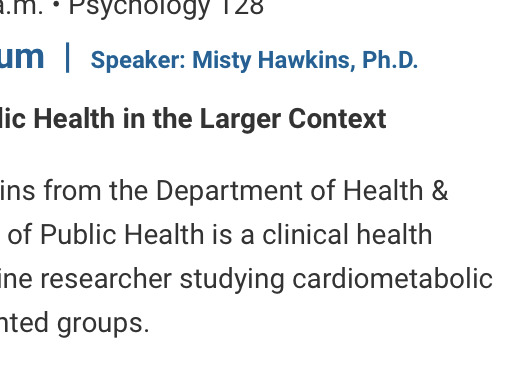 a.m. • Psychology 128
um | Speaker: Misty Hawkins, Ph.D.
lic Health in the Larger Context
ins from the Department of Health &
of Public Health is a clinical health
ine researcher studying cardiometabolic
nted groups.